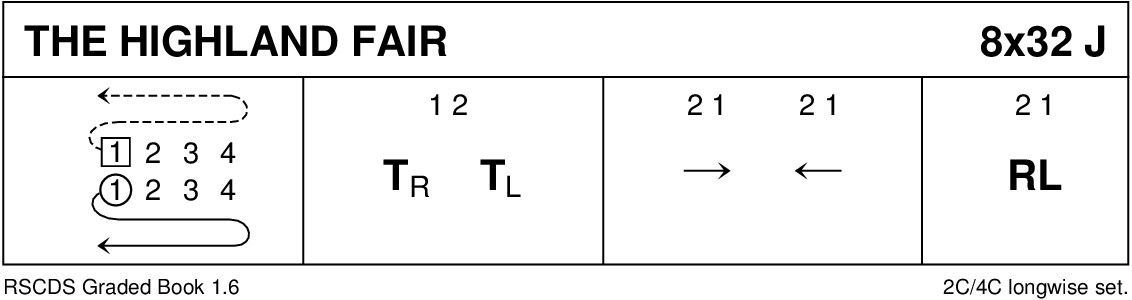 THE HIGHLAND FAIR 8x32 J
1 2 2 1 2 1 2 1
1 2 3 4
1 2 3 4
TR TL RL
RSCDS Graded Book 1.6 2C/4C longwise set.